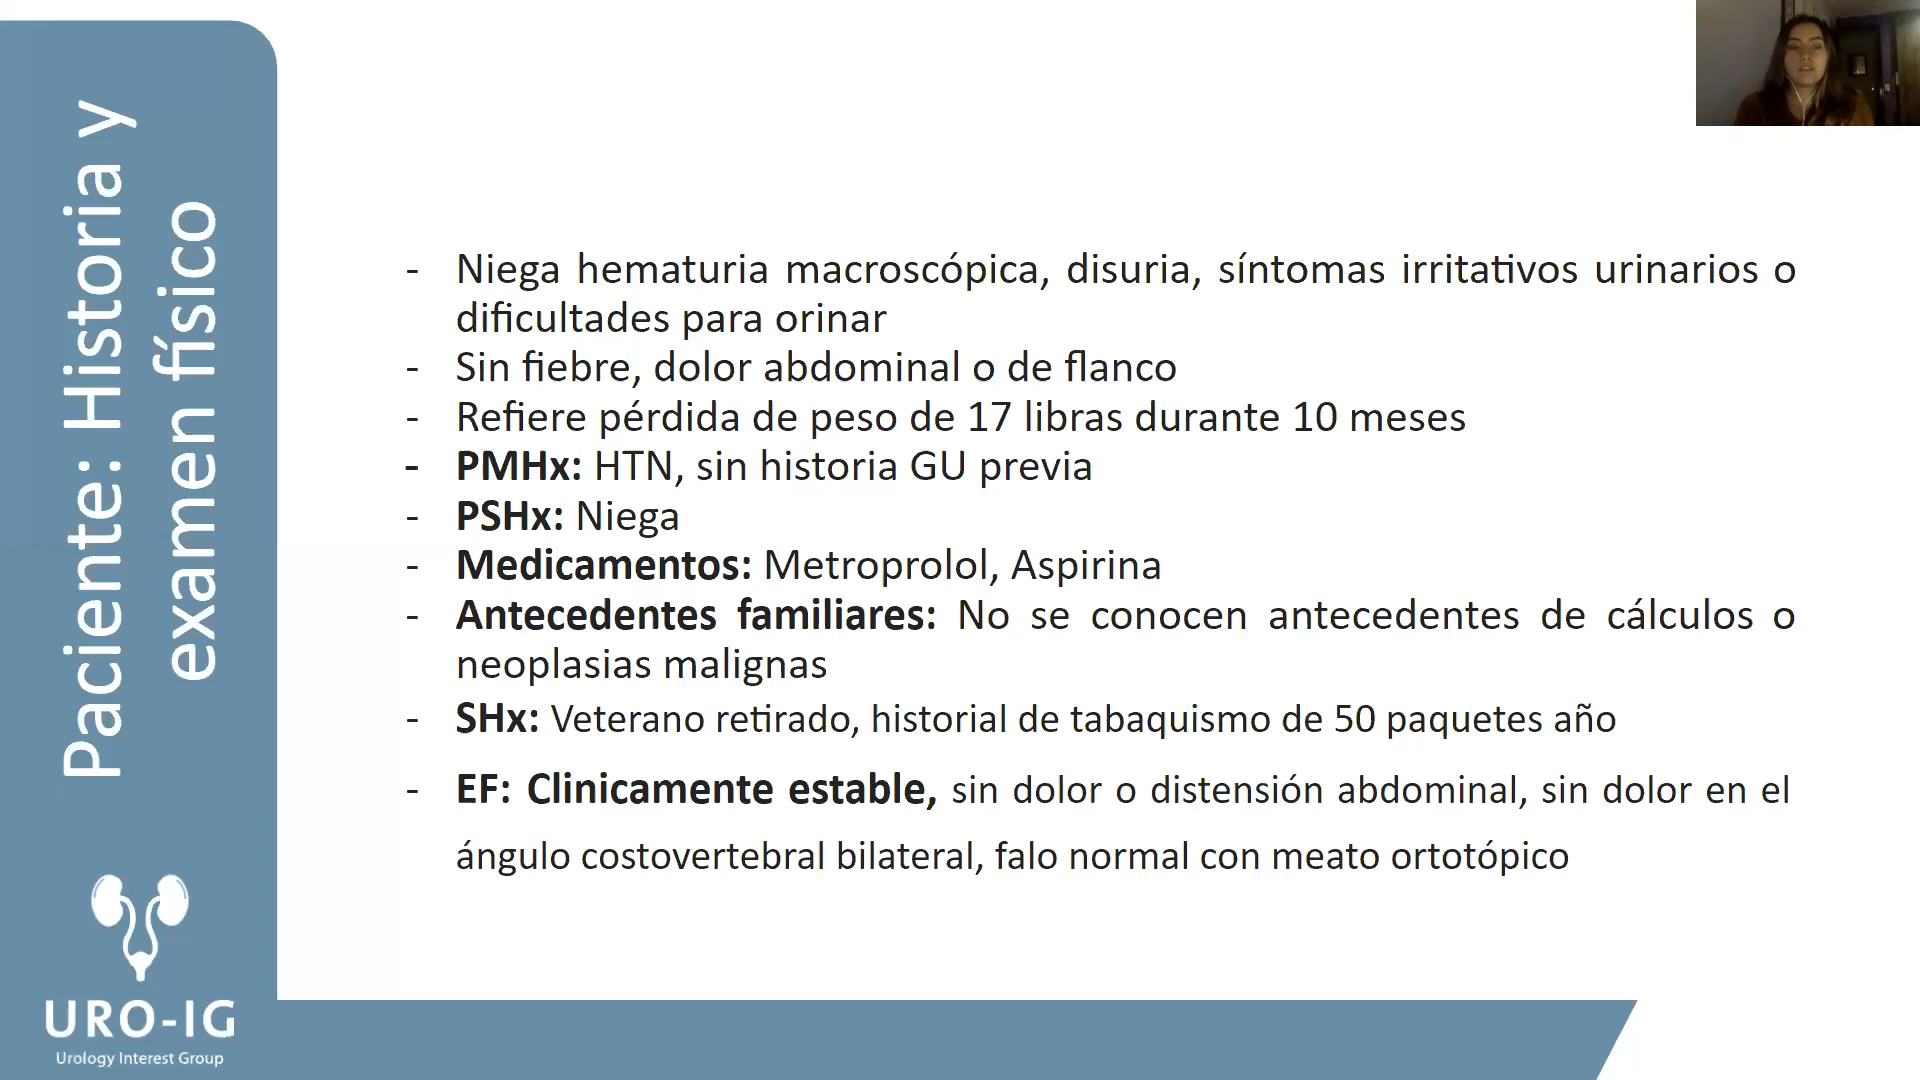 Paciente: Historia y
examen físico
- Niega hematuria macroscópica, disuria, síntomas irritativos urinarios o
dificultades para orinar
- Sin fiebre, dolor abdominal o de flanco
- Refiere pérdida de peso de 17 libras durante 10 meses
- PMHx: HTN, sin historia GU previa
- PSHx: Niega
- Medicamentos: Metroprolol, Aspirina
- Antecedentes familiares: No se conocen antecedentes de cálculos o
neoplasias malignas
- SHx: Veterano retirado, historial de tabaquismo de 50 paquetes año
- EF: Clinicamente estable, sin dolor o distensión abdominal, sin dolor en el
ángulo costovertebral bilateral, falo normal con meato ortotópico
URO-IG
Urology Interest Group